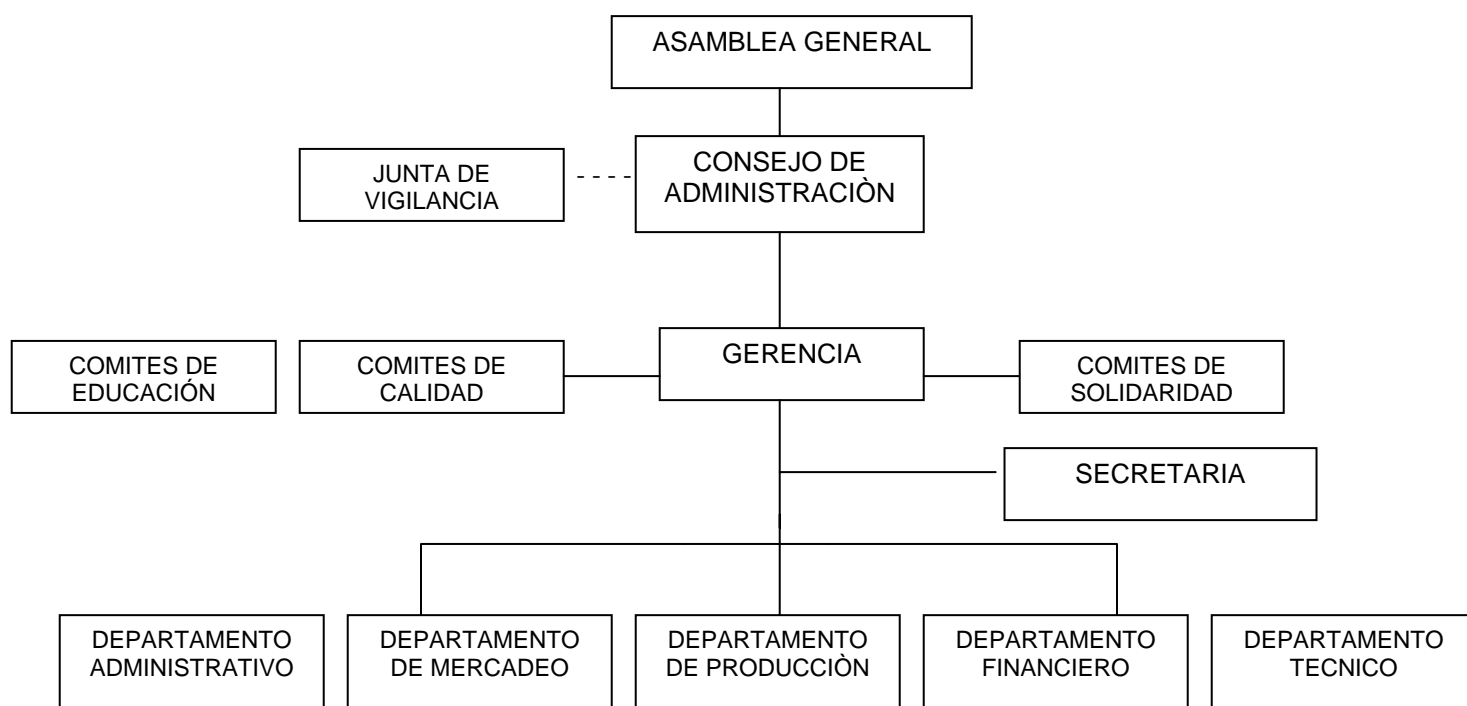 ASAMBLEA GENERAL
CONSEJO DE
ADMINISTRACIÒN
JUNTA DE
VIGILANCIA
GERENCIA
COMITES DE
EDUCACIÓN
COMITES DE
CALIDAD
COMITES DE
SOLIDARIDAD
SECRETARIA
DEPARTAMENTO
ADMINISTRATIVO
DEPARTAMENTO
DE MERCADEO
DEPARTAMENTO
DE PRODUCCIÒN
DEPARTAMENTO
FINANCIERO
DEPARTAMENTO
TECNICO